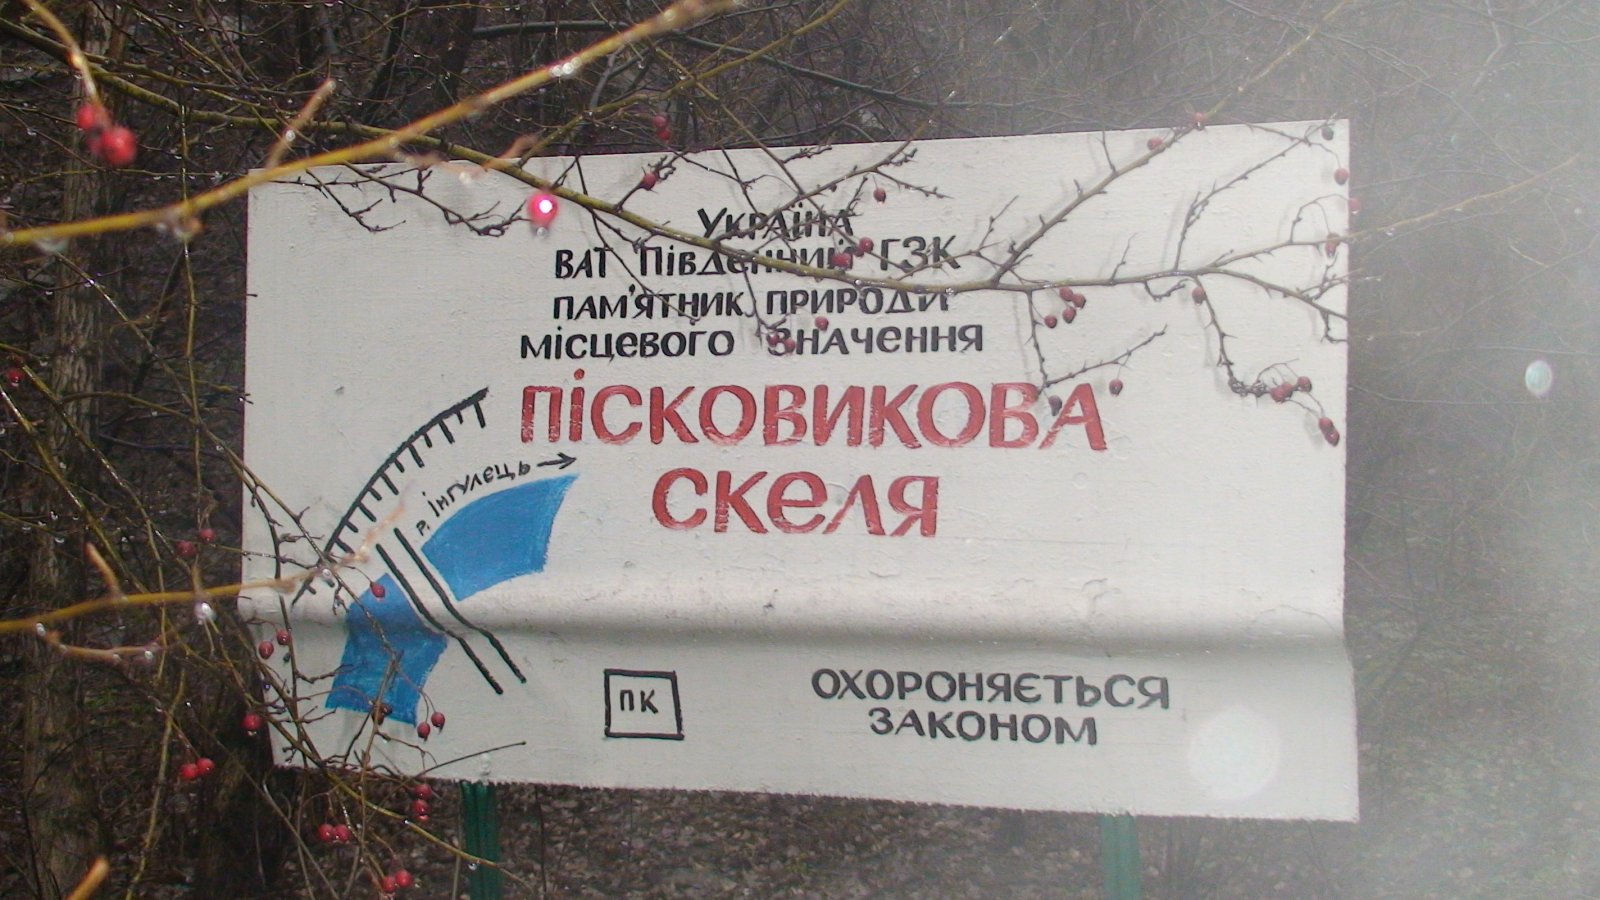 Україна
ВАТ Південний ГЗК
пам'ятник природи
місцевого значення
пісковикова
скеля
р. Інгулець
ПК
охороняється
законом